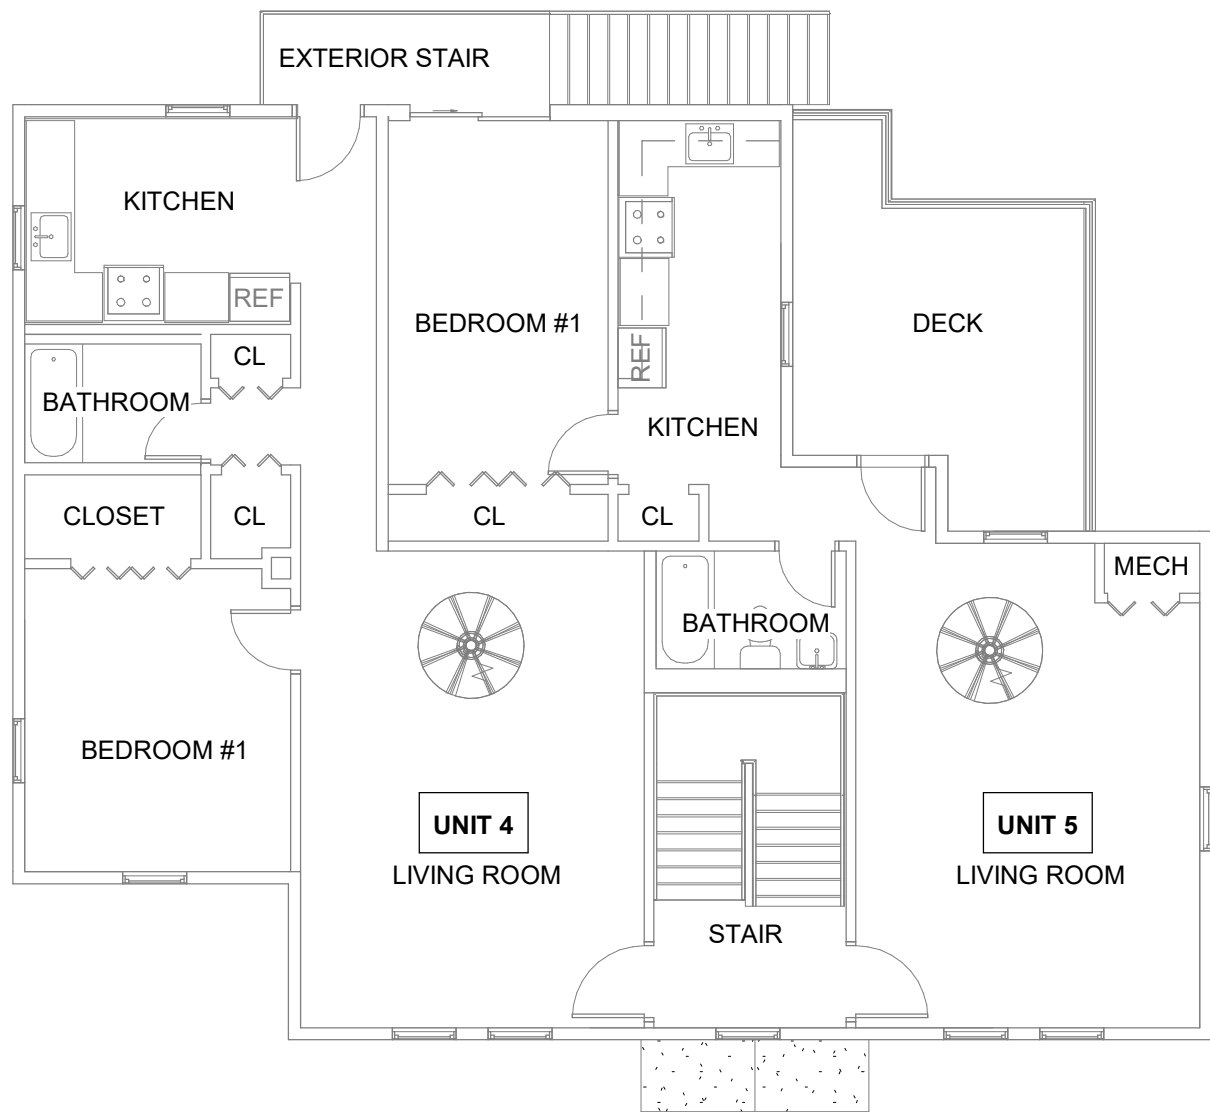 EXTERIOR STAIR
KITCHEN
REF
BEDROOM #1
REF
DECK
CL
BATHROOM
KITCHEN
CLOSET
CL
CL
CL
MECH
BATHROOM
BEDROOM #1
UNIT 4
LIVING ROOM
UNIT 5
LIVING ROOM
STAIR